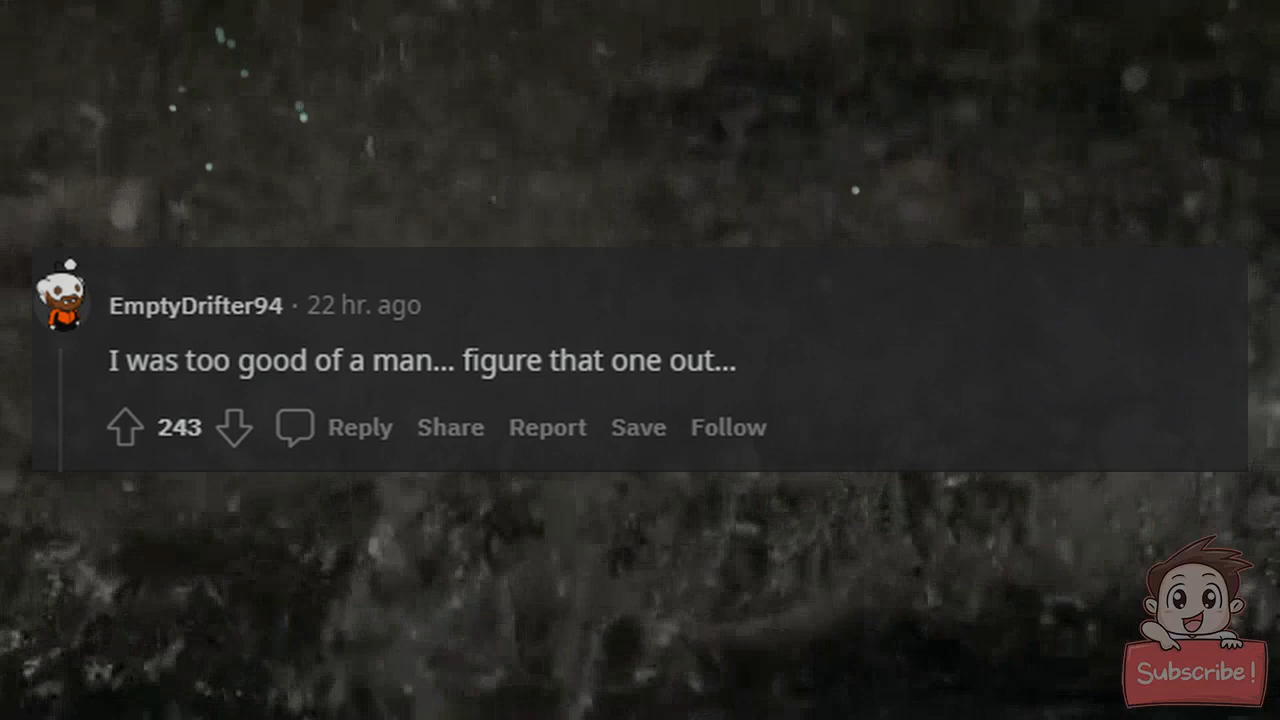 EmptyDrifter94 · 22 hr. ago
I was too good of a man... figure that one out...
243 Reply Share Report Save Follow
Subscribe!